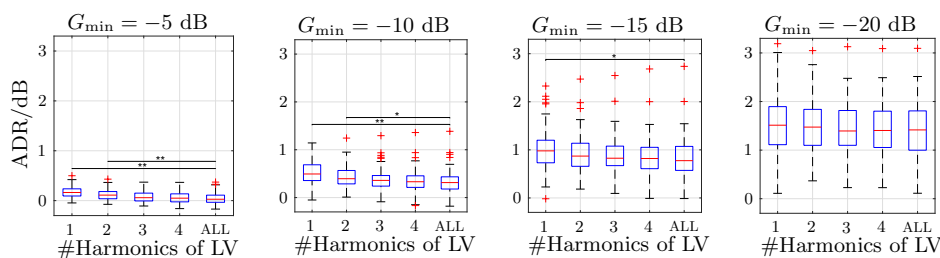 G_min = −5 dB
G_min = −10 dB
G_min = −15 dB
G_min = −20 dB
ADR/dB
3
2
1
0
**
**
1 2 3 4 ALL
#Harmonics of LV
3
2
1
0
*
**
1 2 3 4 ALL
#Harmonics of LV
3
2
1
0
*
1 2 3 4 ALL
#Harmonics of LV
3
2
1
0
1 2 3 4 ALL
#Harmonics of LV